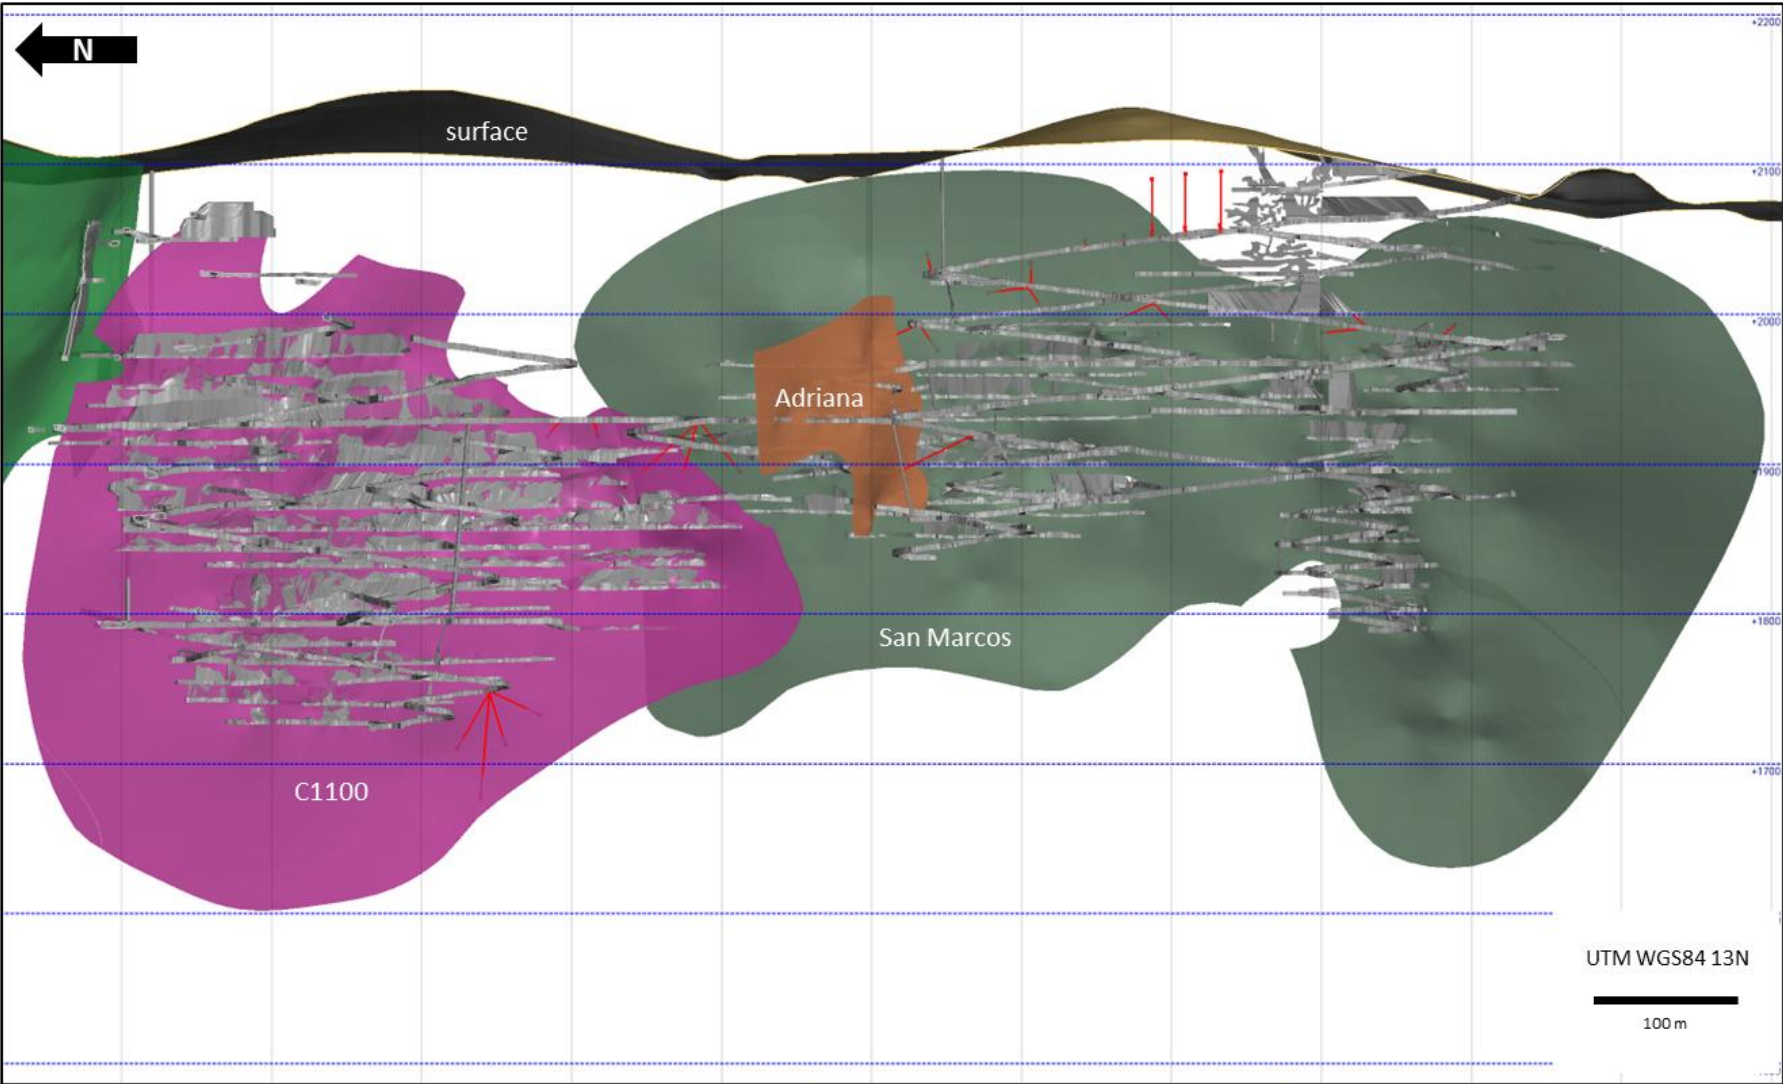 +2200
N
surface
+2100
+2000
Adriana
+1900
+1800
San Marcos
+1700
C1100
UTM WGS84 13N
100 m